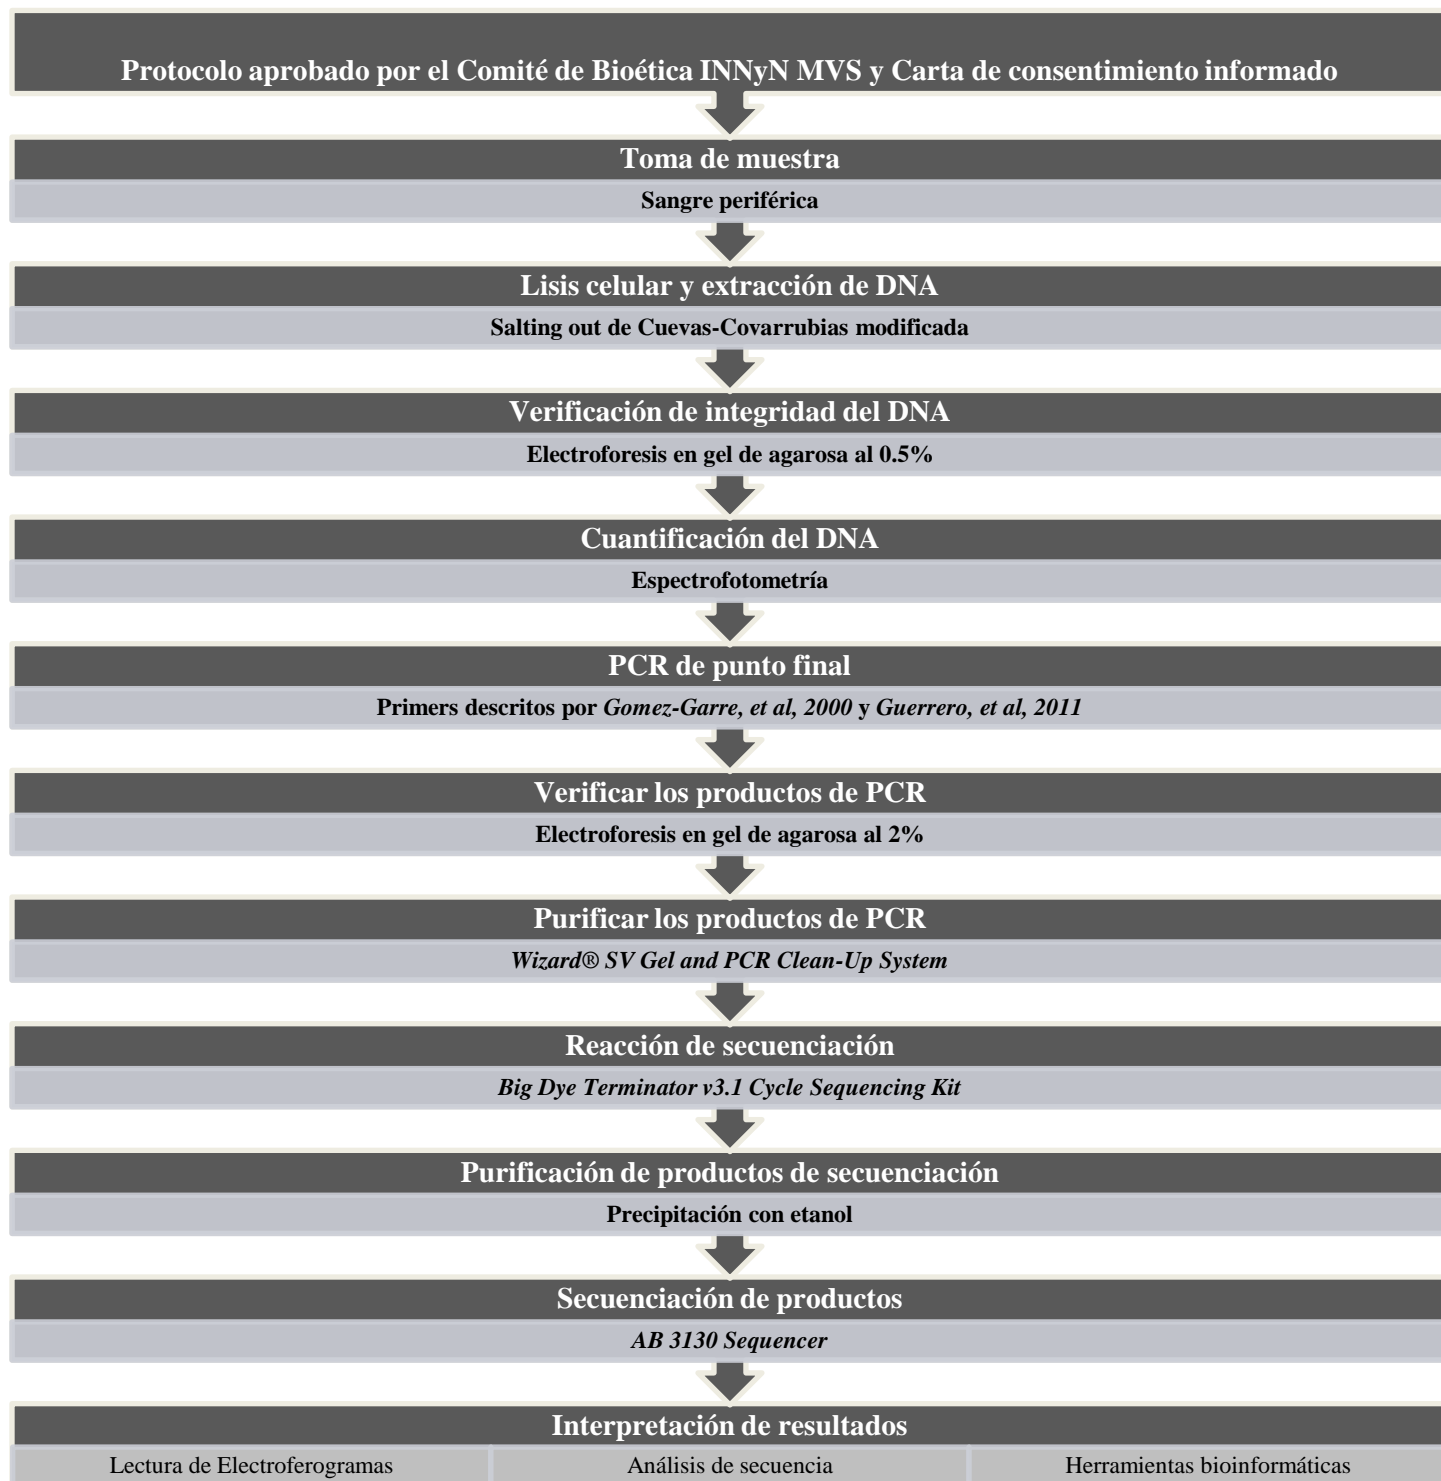 Protocolo aprobado por el Comité de Bioética INNyN MVS y Carta de consentimiento informado
Toma de muestra
Sangre periférica
Lisis celular y extracción de DNA
Salting out de Cuevas-Covarrubias modificada
Verificación de integridad del DNA
Electroforesis en gel de agarosa al 0.5%
Cuantificación del DNA
Espectrofotometría
PCR de punto final
Primers descritos por Gomez-Garre, et al, 2000 y Guerrero, et al, 2011
Verificar los productos de PCR
Electroforesis en gel de agarosa al 2%
Purificar los productos de PCR
Wizard® SV Gel and PCR Clean-Up System
Reacción de secuenciación
Big Dye Terminator v3.1 Cycle Sequencing Kit
Purificación de productos de secuenciación
Precipitación con etanol
Secuenciación de productos
AB 3130 Sequencer
Interpretación de resultados
Lectura de Electroferogramas
Análisis de secuencia
Herramientas bioinformáticas